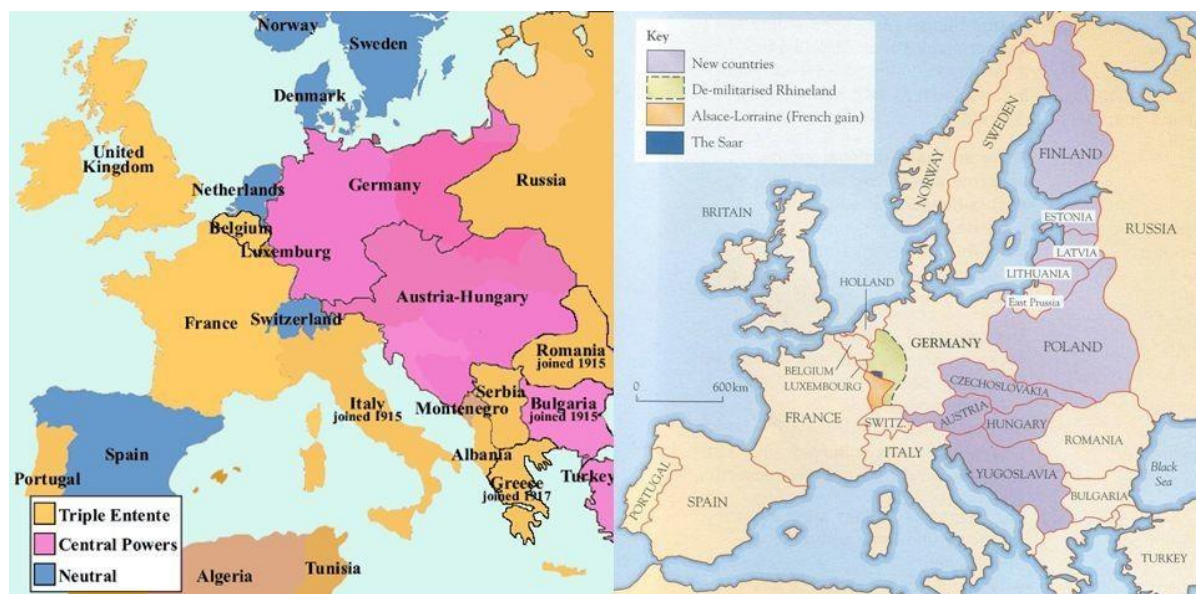 Norway
Sweden
Denmark
United
Kingdom
Netherlands
Germany
Russia
Belgium
Luxemburg
Austria-Hungary
France
Switzerland
Romania
joined 1915
Serbia
Italy
joined 1915
Montenegro
Bulgaria
joined 1915
Spain
Albania
Portugal
Greece
joined 1917
Turkey
Triple Entente
Central Powers
Neutral
Algeria
Tunisia
Key
New countries
De-militarised Rhineland
Alsace-Lorraine (French gain)
The Saar
NORWAY
SWEDEN
FINLAND
BRITAIN
ESTONIA
RUSSIA
LATVIA
HOLLAND
LITHUANIA
East Prussia
GERMANY
POLAND
0
600km
BELGIUM
LUXEMBOURG
CZECHOSLOVAKIA
FRANCE
SWITZ.
AUSTRIA
HUNGARY
ITALY
ROMANIA
YUGOSLAVIA
Black
Sea
PORTUGAL
SPAIN
BULGARIA
TURKEY